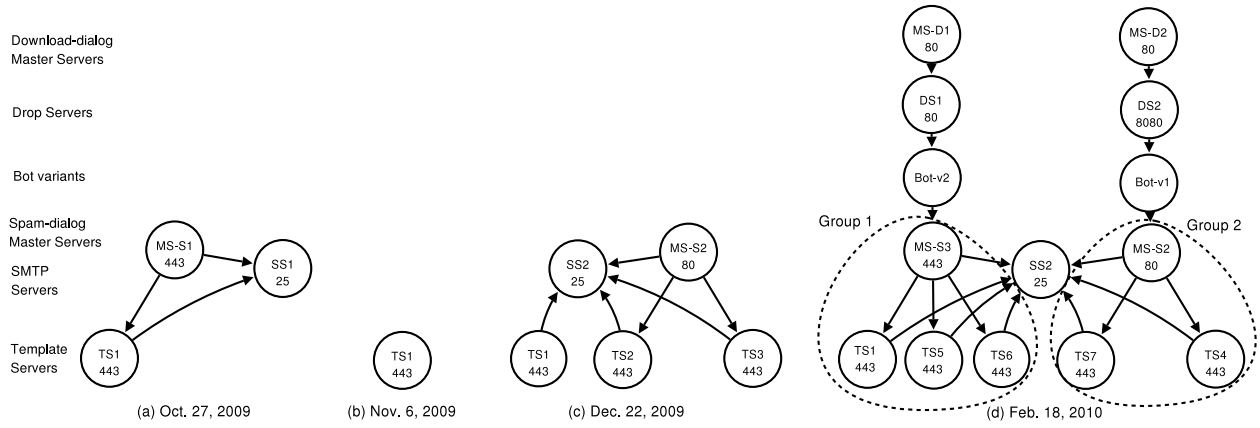 Download-dialog
Master Servers
Drop Servers
Bot variants
Spam-dialog
Master Servers
SMTP
Servers
Template
Servers
MS-S1
443
SS1
25
TS1
443
(a) Oct. 27, 2009
TS1
443
(b) Nov. 6, 2009
SS2
25
MS-S2
80
TS1
443
TS2
443
TS3
443
(c) Dec. 22, 2009
MS-D1
80
DS1
80
Bot-v2
Group 1
MS-S3
443
TS1
443
TS5
443
TS6
443
SS2
25
MS-D2
80
DS2
8080
Bot-v1
Group 2
MS-S2
80
TS7
443
TS4
443
(d) Feb. 18, 2010